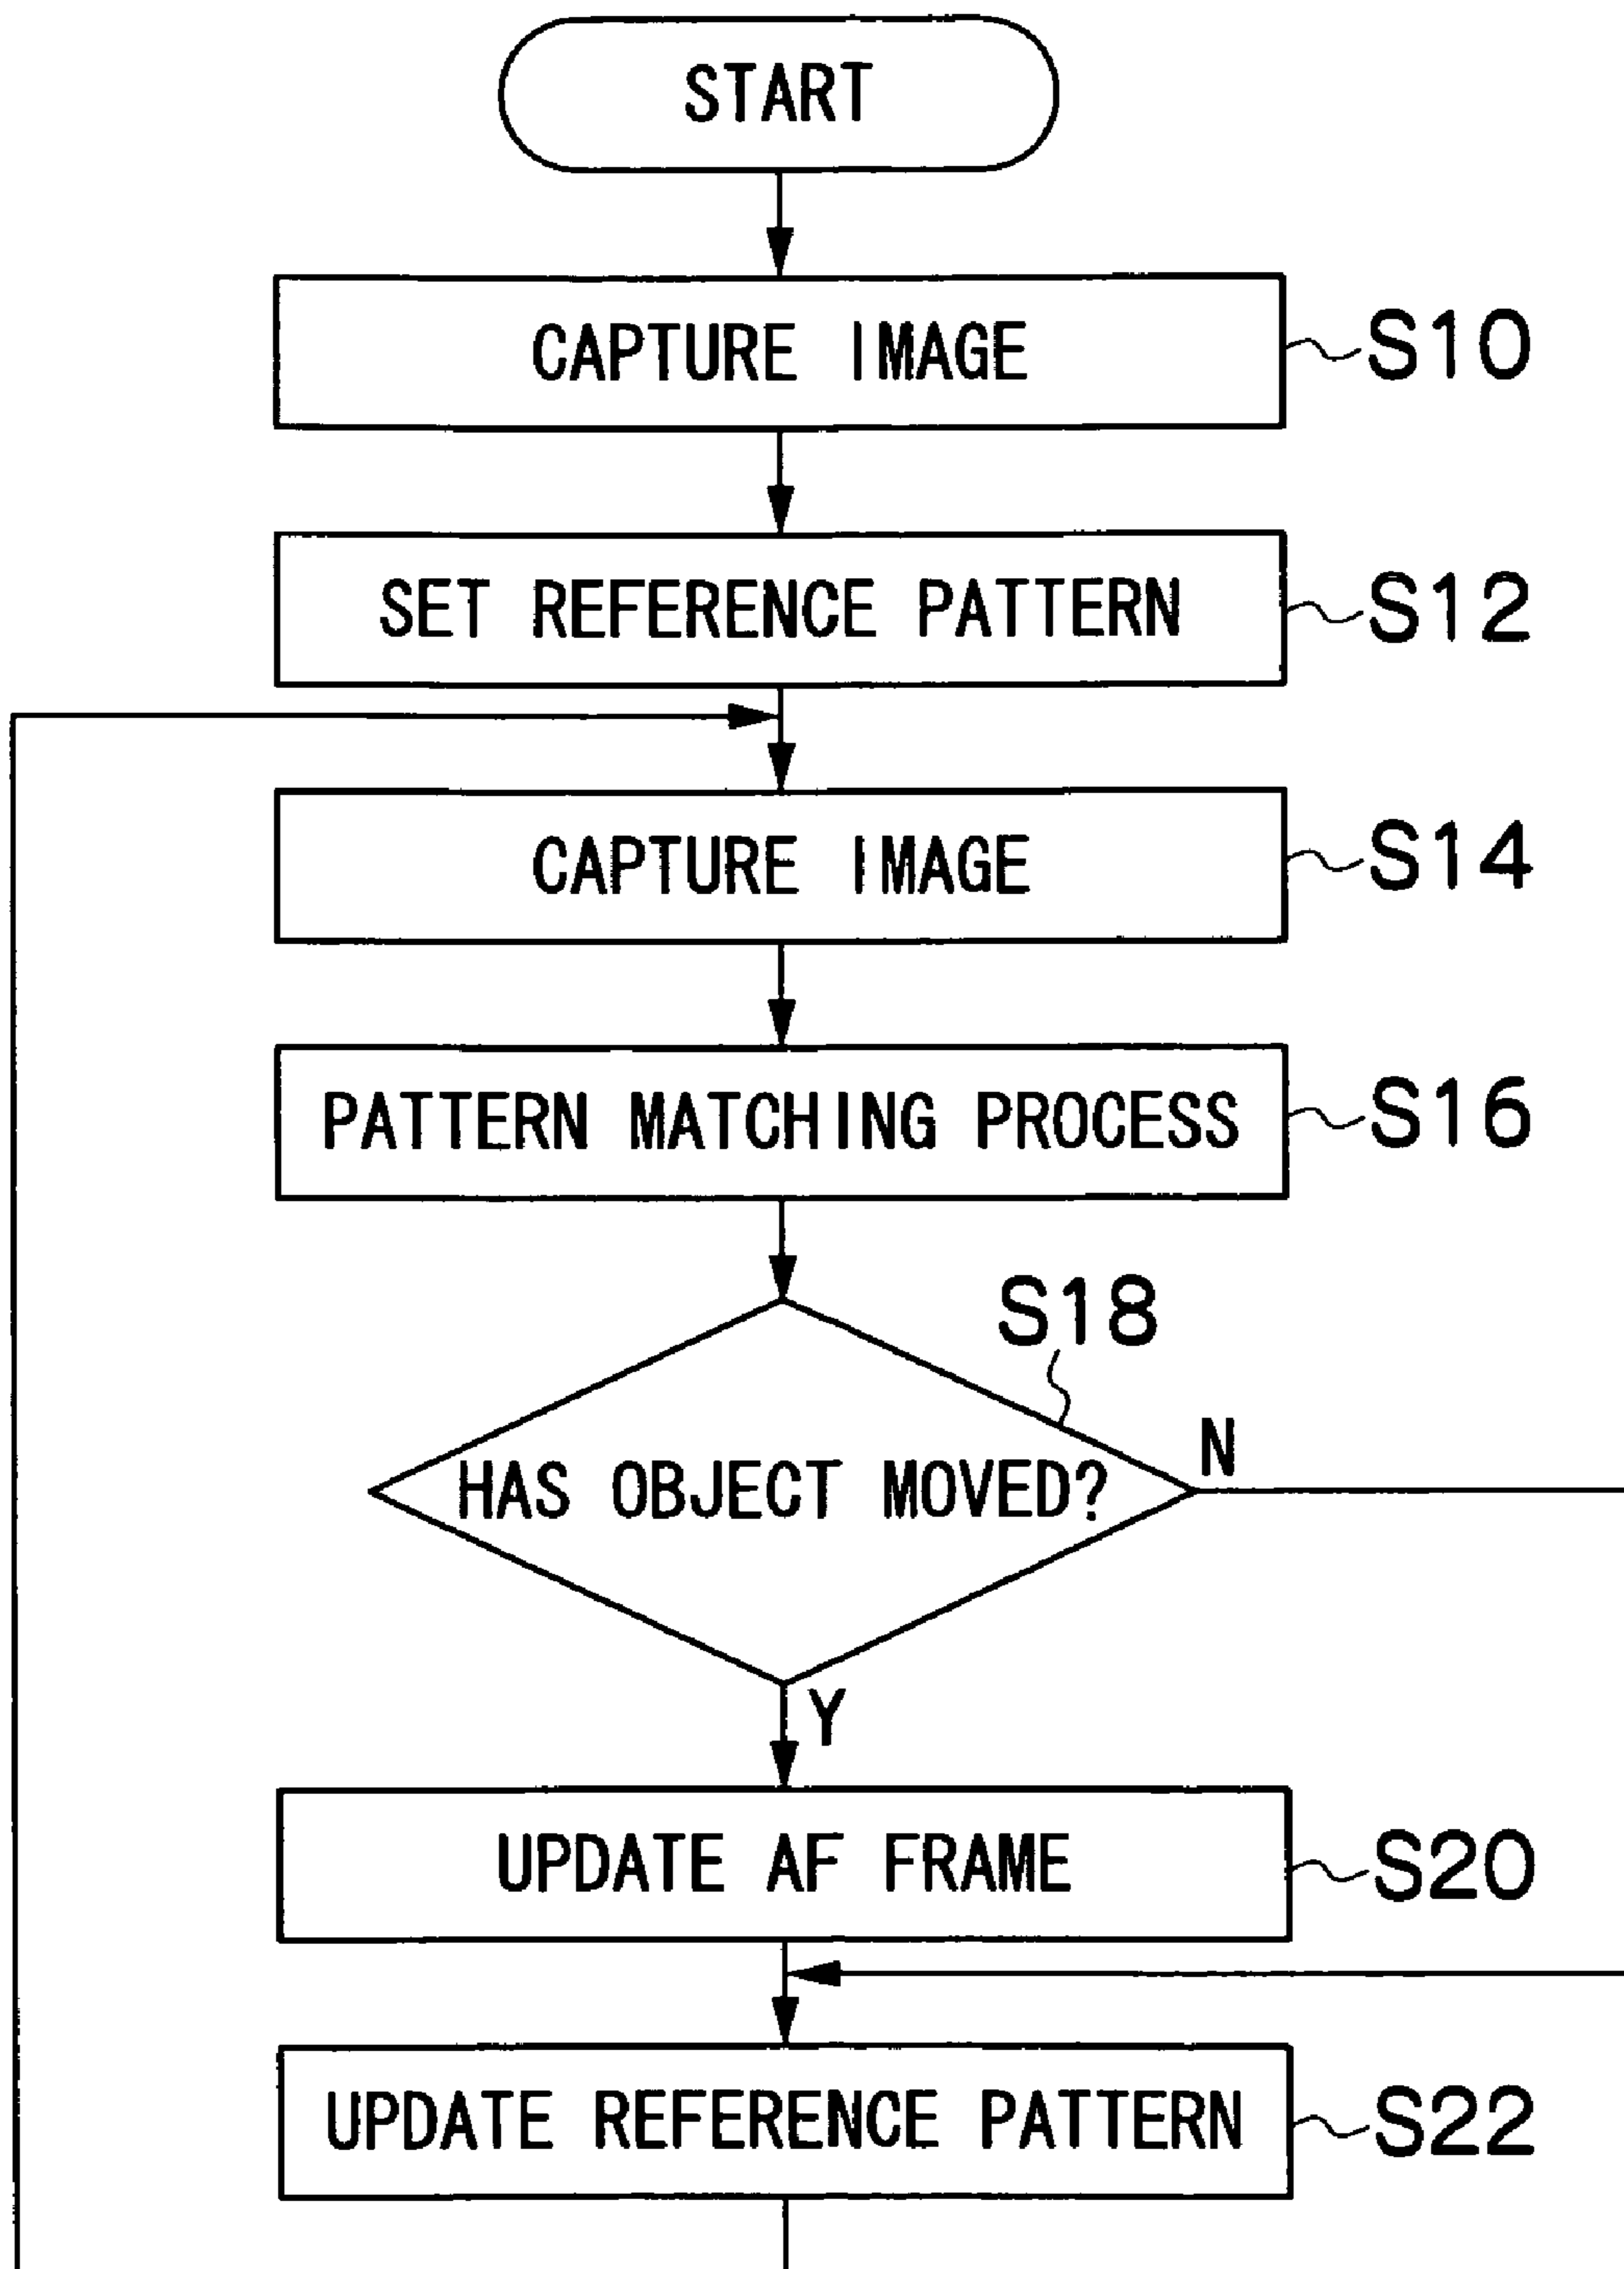 START
CAPTURE IMAGE
S10
SET REFERENCE PATTERN
S12
CAPTURE IMAGE
S14
PATTERN MATCHING PROCESS
S16
S18
HAS OBJECT MOVED?
N
Y
UPDATE AF FRAME
S20
UPDATE REFERENCE PATTERN
S22